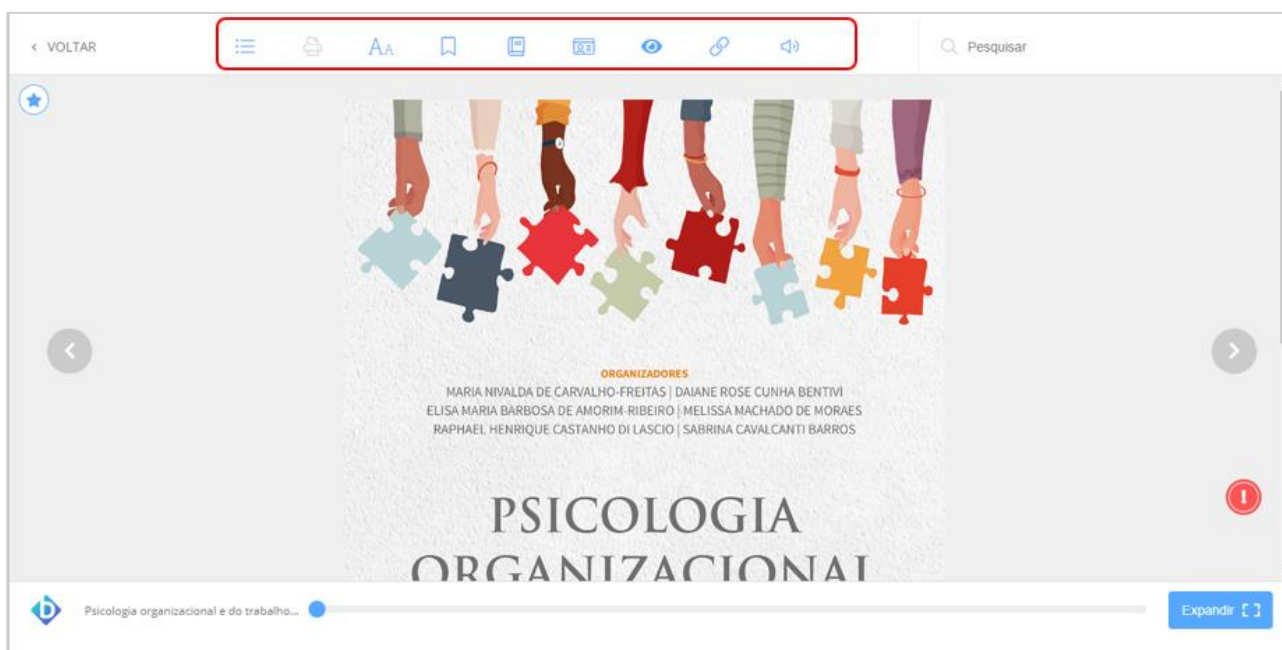 VOLTAR
AA
Pesquisar
ORGANIZADORES
MARIA NIVALDA DE CARVALHO-FREITAS | DAIANE ROSE CUNHA BENTIVI
ELISA MARIA BARBOSA DE AMORIM-RIBEIRO | MELISSA MACHADO DE MORAES
RAPHAEL HENRIQUE CASTANHO DI LASCIO | SABRINA CAVALCANTI BARROS
PSICOLOGIA
ORGANIZACIONAL
Psicologia organizacional e do trabalho...
Expandir